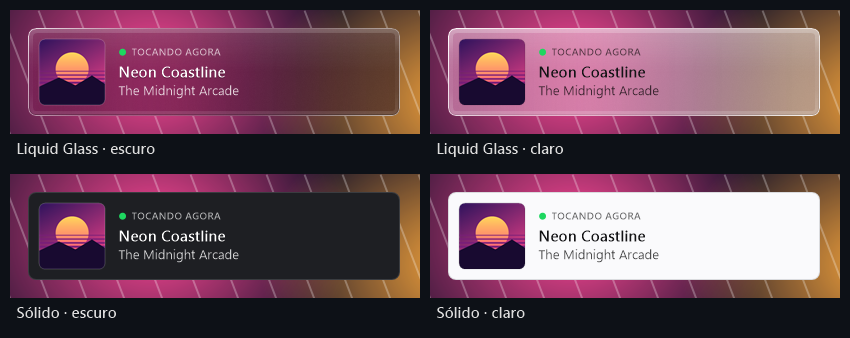 TOCANDO AGORA
Neon Coastline
The Midnight Arcade
Liquid Glass · escuro
TOCANDO AGORA
Neon Coastline
The Midnight Arcade
Liquid Glass · claro
TOCANDO AGORA
Neon Coastline
The Midnight Arcade
Sólido · escuro
TOCANDO AGORA
Neon Coastline
The Midnight Arcade
Sólido · claro